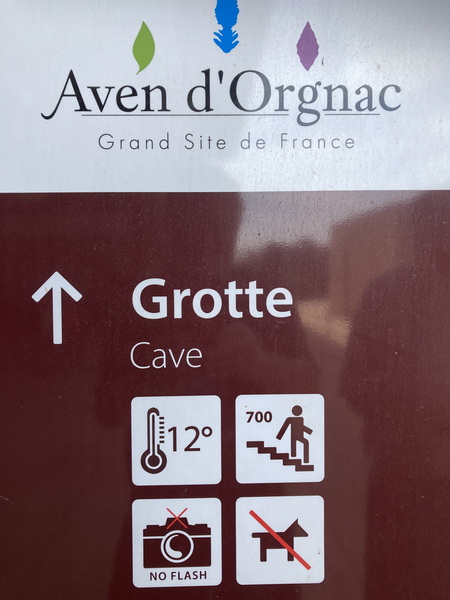 Aven d'Orgnac
Grand Site de France
Grotte
Cave
12°
700
NO FLASH